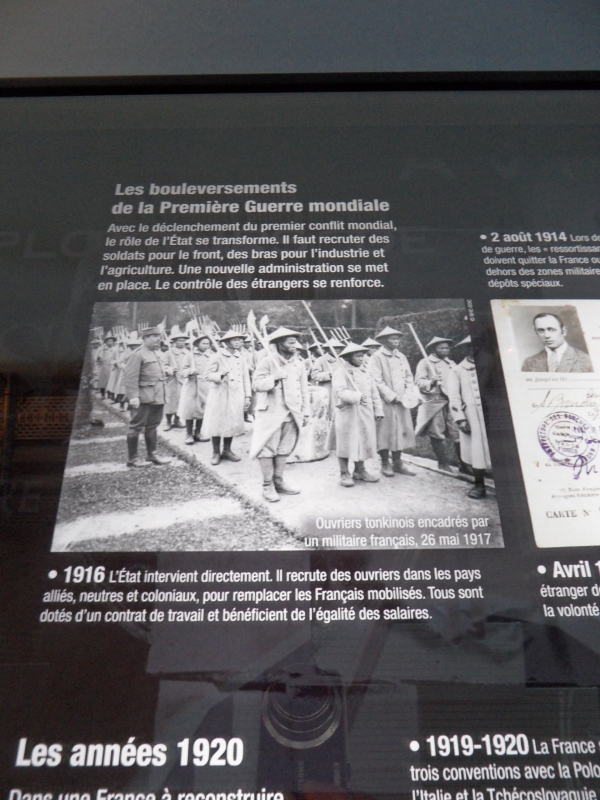 Les bouleversements
de la Première Guerre mondiale
Avec le déclenchement du premier conflit mondial,
le rôle de l'État se transforme. Il faut recruter des
soldats pour le front, des bras pour l'industrie et
l'agriculture. Une nouvelle administration se met
en place. Le contrôle des étrangers se renforce.
Ouvriers tonkinois encadrés par
un militaire français, 26 mai 1917
• 1916 L'État intervient directement. Il recrute des ouvriers dans les pays
alliés, neutres et coloniaux, pour remplacer les Français mobilisés. Tous sont
dotés d'un contrat de travail et bénéficient de l'égalité des salaires.
• 2 août 1914 Lors de
de guerre, les « ressortissan
doivent quitter la France ou
dehors des zones militaire
dépôts spéciaux.
CARTE N
• Avril 1
étranger de
la volonté
Les années 1920
Dans une France à reconstruire
• 1919-1920 La France
trois conventions avec la Polo
l'Italie et la Tchécoslovaquie